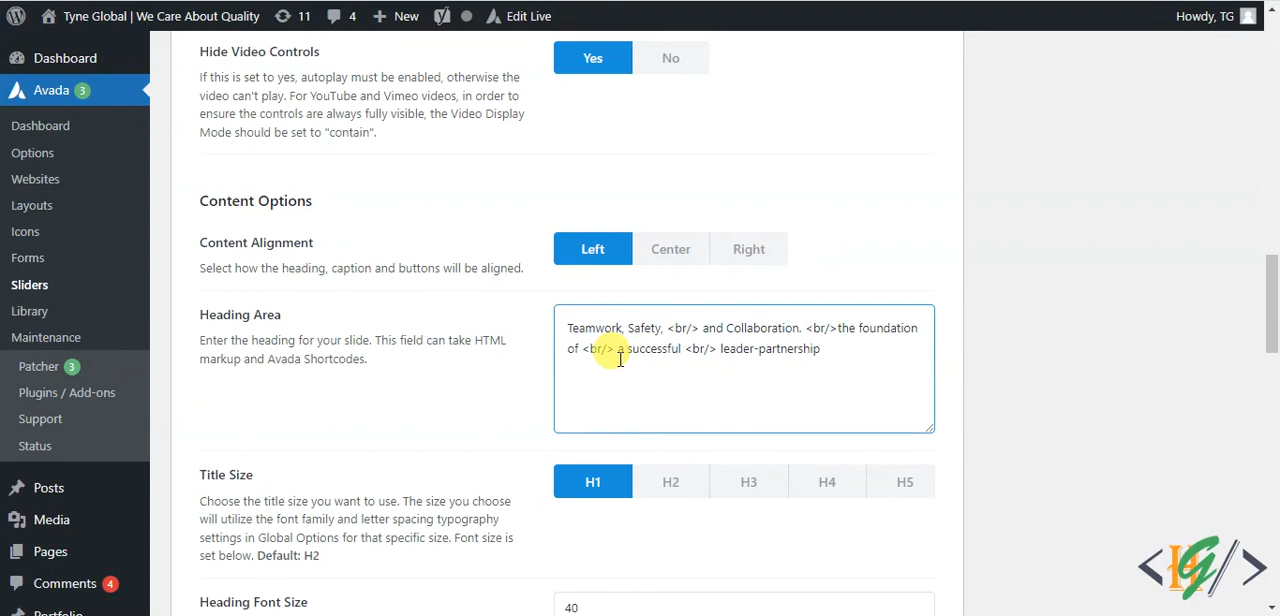 Tyne Global | We Care About Quality 11 4 New Edit Live Howdy, TG
Dashboard
Avada 3
Dashboard
Options
Websites
Layouts
Icons
Forms
Sliders
Library
Maintenance
Patcher 3
Plugins / Add-ons
Support
Status
Posts
Media
Pages
Comments 4
Portfolio
Hide Video Controls
If this is set to yes, autoplay must be enabled, otherwise the
video can't play. For YouTube and Vimeo videos, in order to
ensure the controls are always fully visible, the Video Display
Mode should be set to "contain".
Yes No
Content Options
Content Alignment
Select how the heading, caption and buttons will be aligned.
Left Center Right
Heading Area
Enter the heading for your slide. This field can take HTML
markup and Avada Shortcodes.
Teamwork, Safety, <br/> and Collaboration. <br/>the foundation
of <br/> a successful <br/> leader-partnership
Title Size
Choose the title size you want to use. The size you choose
will utilize the font family and letter spacing typography
settings in Global Options for that specific size. Font size is
set below. Default: H2
H1 H2 H3 H4 H5
Heading Font Size
40
<HG/>